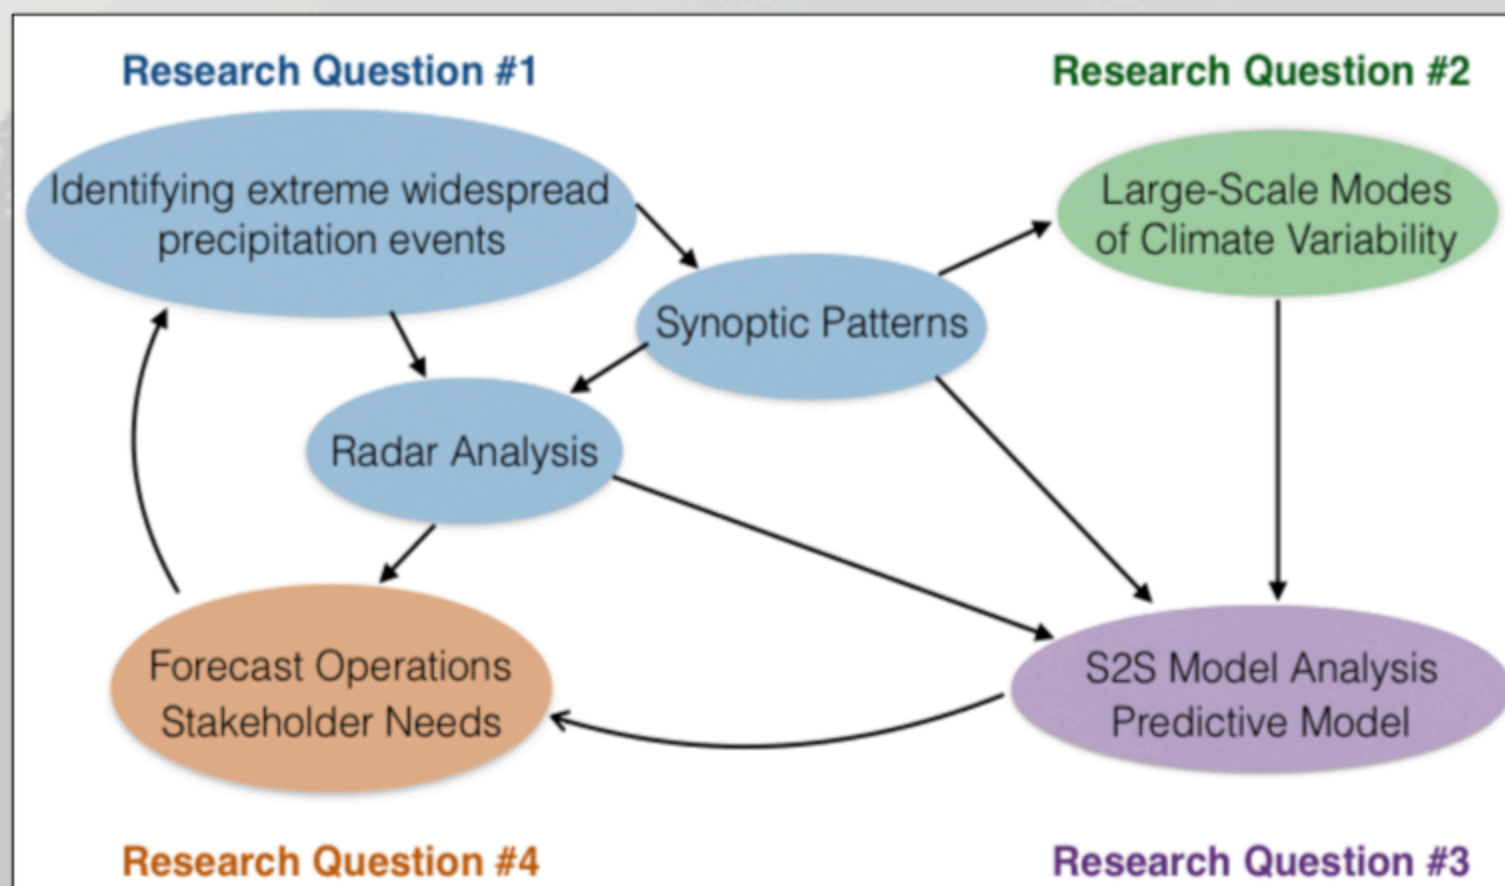 Research Question #1
Research Question #2
Identifying extreme widespread
precipitation events
Large-Scale Modes
of Climate Variability
Synoptic Patterns
Radar Analysis
Forecast Operations
Stakeholder Needs
S2S Model Analysis
Predictive Model
Research Question #4
Research Question #3